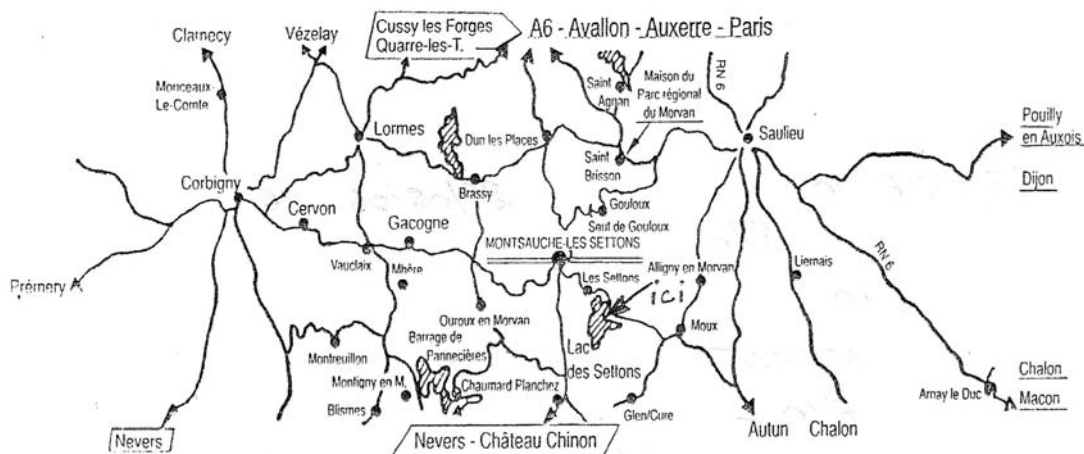 Clamecy
Vézelay
Cussy les Forges
Quarre-les-T.
A6 - Avallon - Auxerre - Paris
Monceaux-
Le-Comte
Saint
Agnan
Maison du
Parc régional
du Morvan
RN 6
Lormes
Dun les Places
Saulieu
Pouilly
en Auxois
Saint
Brisson
Brassy
Dijon
Corbigny
Cervon
Gacogne
Gouloux
Saut de Gouloux
MONTSAUCHE-LES SETTONS
Vauclaix
Mhère
Les Settons
Alligny en Morvan
Liernais
RN 6
Prémery
ici
Ouroux en Morvan
Moux
Barrage de
Pannecières
Montreuillon
Lac
des Settons
Montigny en M.
Chaumard
Planchez
Blismes
Glen/Cure
Arnay le Duc
Chalon
Macon
Nevers
Nevers - Château Chinon
Autun
Chalon